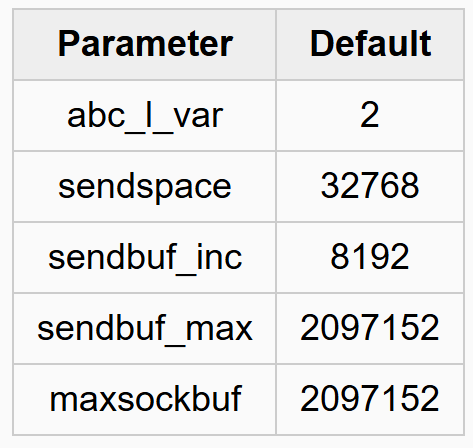 Parameter Default
abc_l_var 2
sendspace 32768
sendbuf_inc 8192
sendbuf_max 2097152
maxsockbuf 2097152